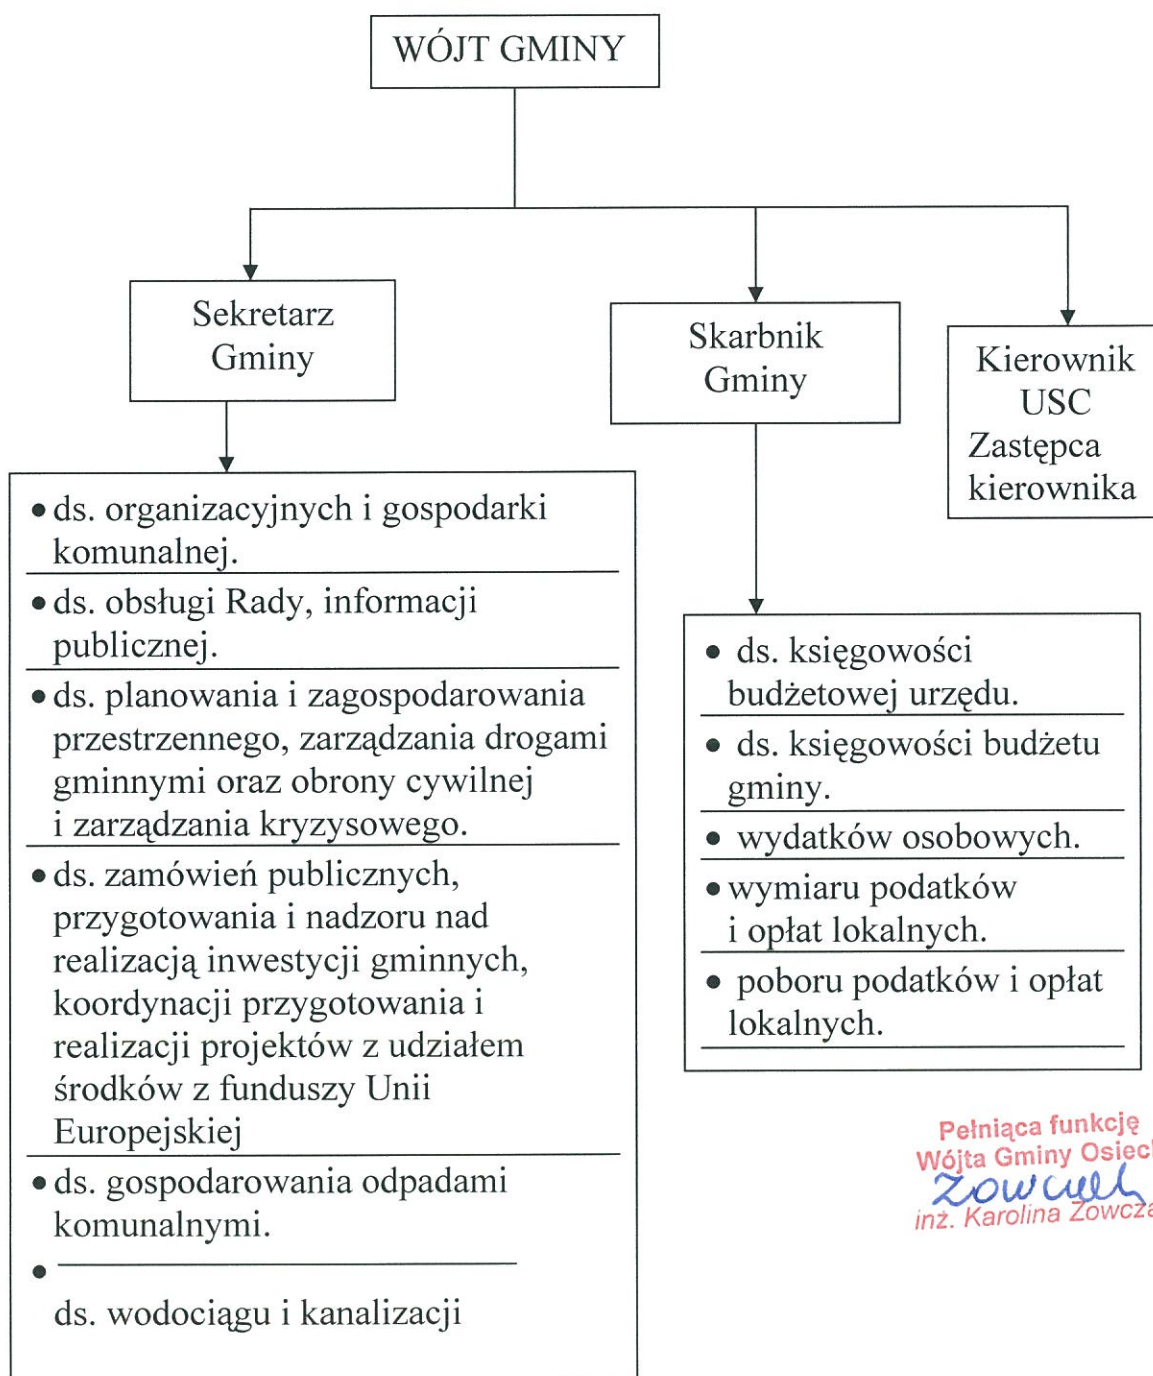 WÓJT GMINY
Sekretarz
Gminy
Skarbnik
Gminy
Kierownik
USC
Zastępca
kierownika
• ds. organizacyjnych i gospodarki
komunalnej.
• ds. obsługi Rady, informacji
publicznej.
• ds. planowania i zagospodarowania
przestrzennego, zarządzania drogami
gminnymi oraz obrony cywilnej
i zarządzania kryzysowego.
• ds. zamówień publicznych,
przygotowania i nadzoru nad
realizacją inwestycji gminnych,
koordynacji przygotowania i
realizacji projektów z udziałem
środków z funduszy Unii
Europejskiej
• ds. gospodarowania odpadami
komunalnymi.
•
ds. wodociągu i kanalizacji
• ds. księgowości
budżetowej urzędu.
• ds. księgowości budżetu
gminy.
• wydatków osobowych.
• wymiaru podatków
i opłat lokalnych.
• poboru podatków i opłat
lokalnych.
Pełniąca funkcję
Wójta Gminy Osieck
inż. Karolina Zowcza